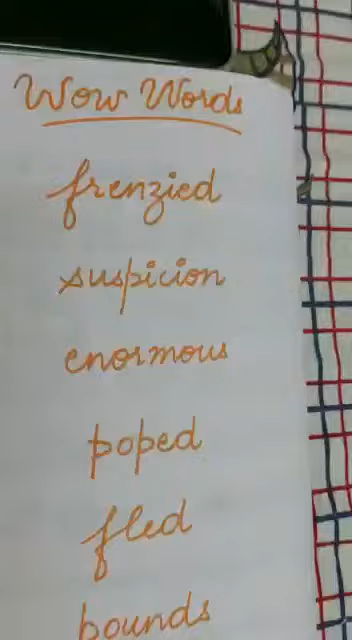 Wow Words
frenzied
suspicion
enormous
poped
fled
bounds